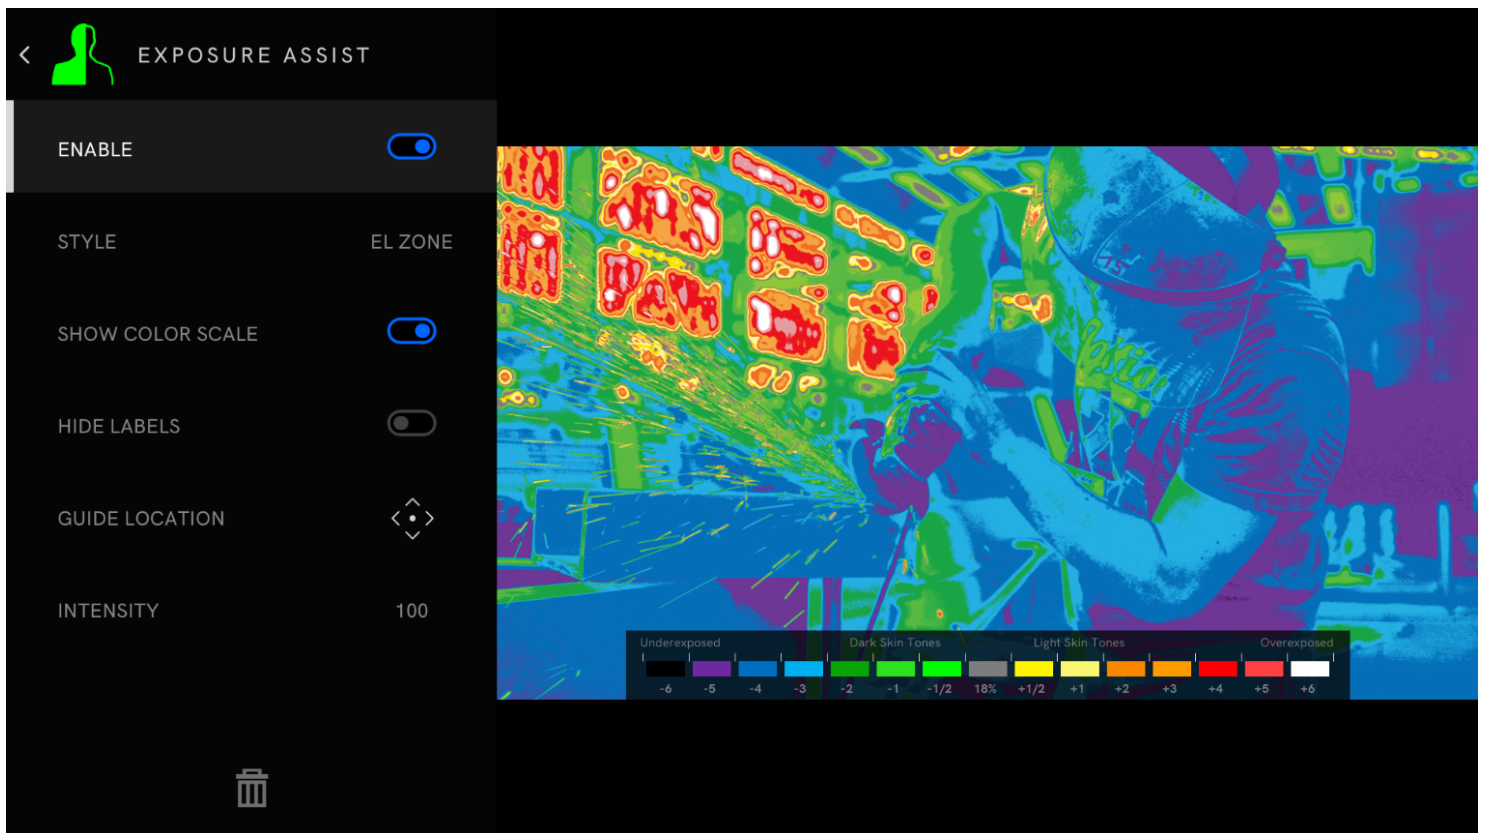 EXPOSURE ASSIST
ENABLE
STYLE EL ZONE
SHOW COLOR SCALE
HIDE LABELS
GUIDE LOCATION
INTENSITY 100
Underexposed Dark Skin Tones Light Skin Tones Overexposed
-6 -5 -4 -3 -2 -1 -1/2 18% +1/2 +1 +2 +3 +4 +5 +6